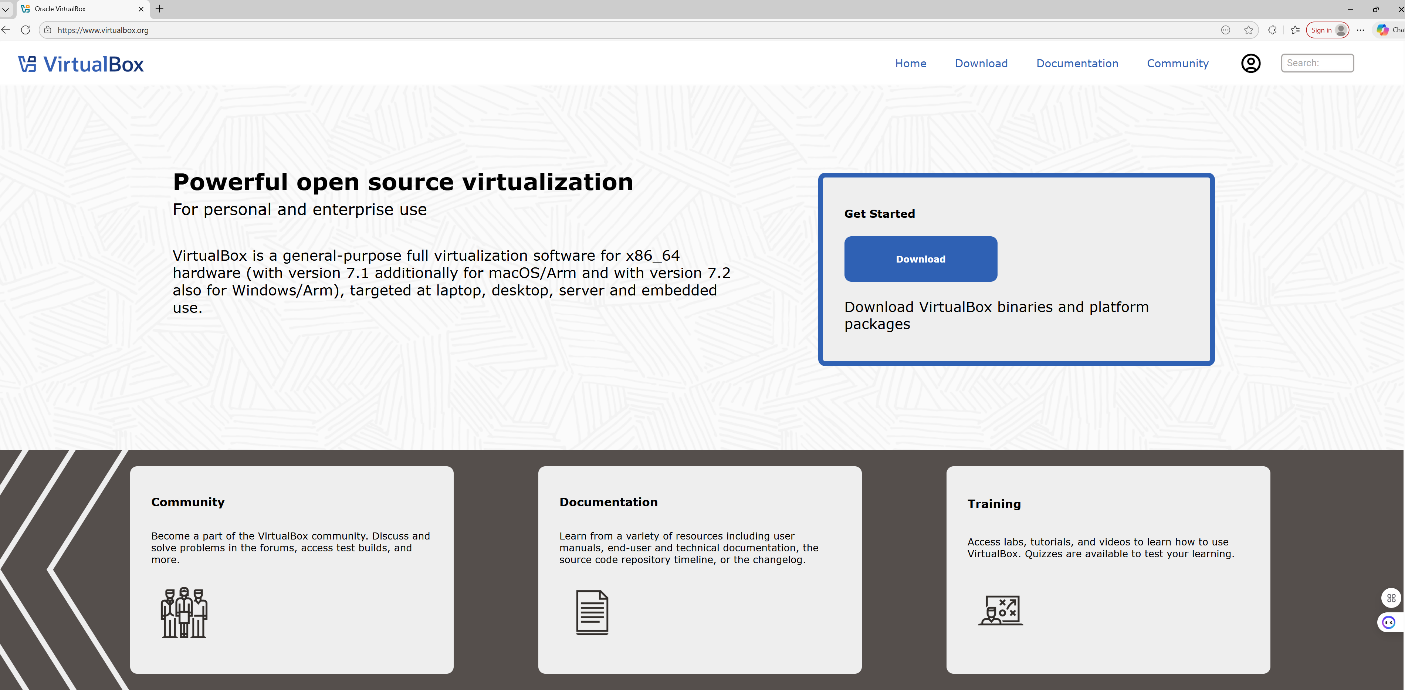 Oracle VirtualBox
https://www.virtualbox.org
Sign in
VirtualBox
Home
Download
Documentation
Community
Search:
Powerful open source virtualization
For personal and enterprise use
VirtualBox is a general-purpose full virtualization software for x86_64
hardware (with version 7.1 additionally for macOS/Arm and with version 7.2
also for Windows/Arm), targeted at laptop, desktop, server and embedded
use.
Get Started
Download
Download VirtualBox binaries and platform
packages
Community
Become a part of the VirtualBox community. Discuss and
solve problems in the forums, access test builds, and
more.
Documentation
Learn from a variety of resources including user
manuals, end-user and technical documentation, the
source code repository timeline, or the changelog.
Training
Access labs, tutorials, and videos to learn how to use
VirtualBox. Quizzes are available to test your learning.